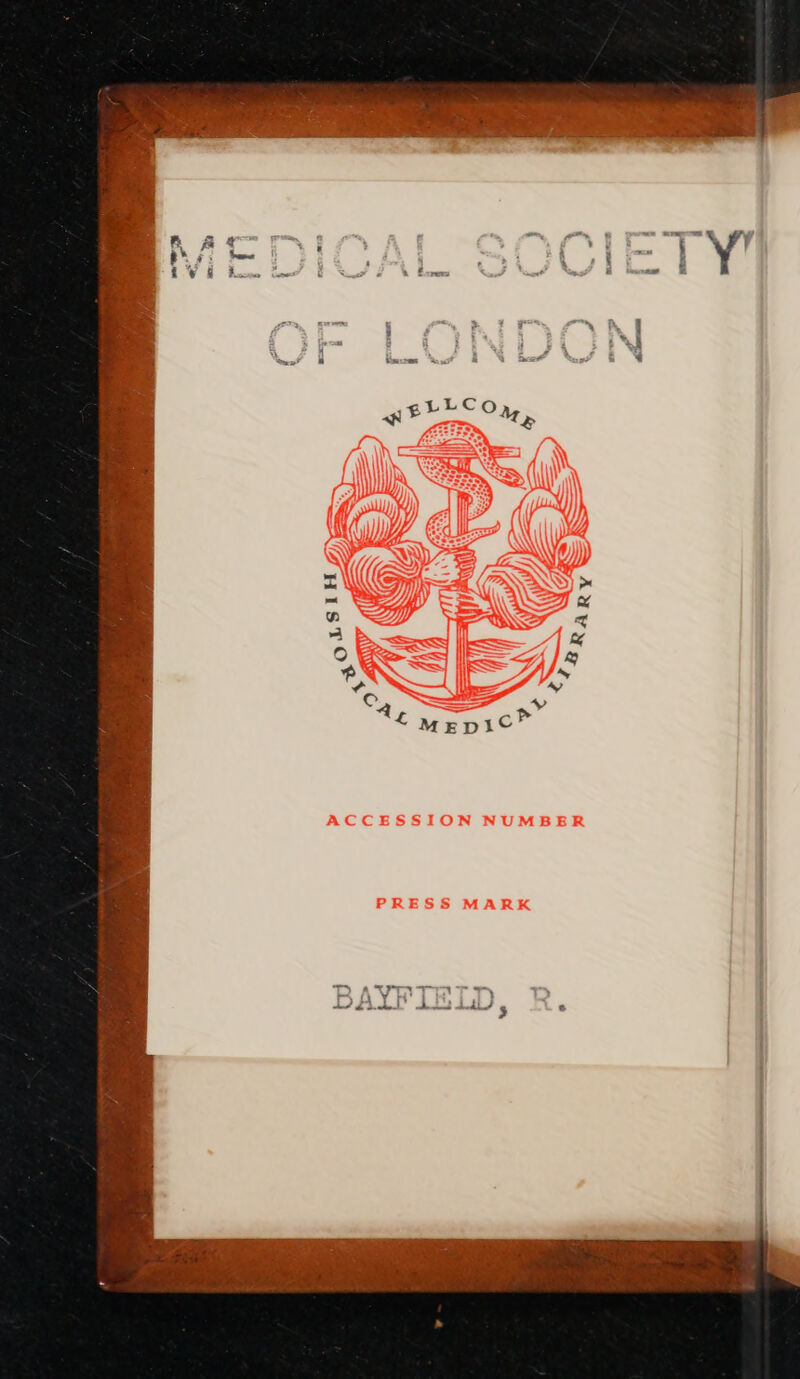 MEDICAL SOCIETY
OF LONDON
WELLCOME
HISTORICAL MEDICAL LIBRARY
ACCESSION NUMBER
PRESS MARK
BAYFIELD, R.